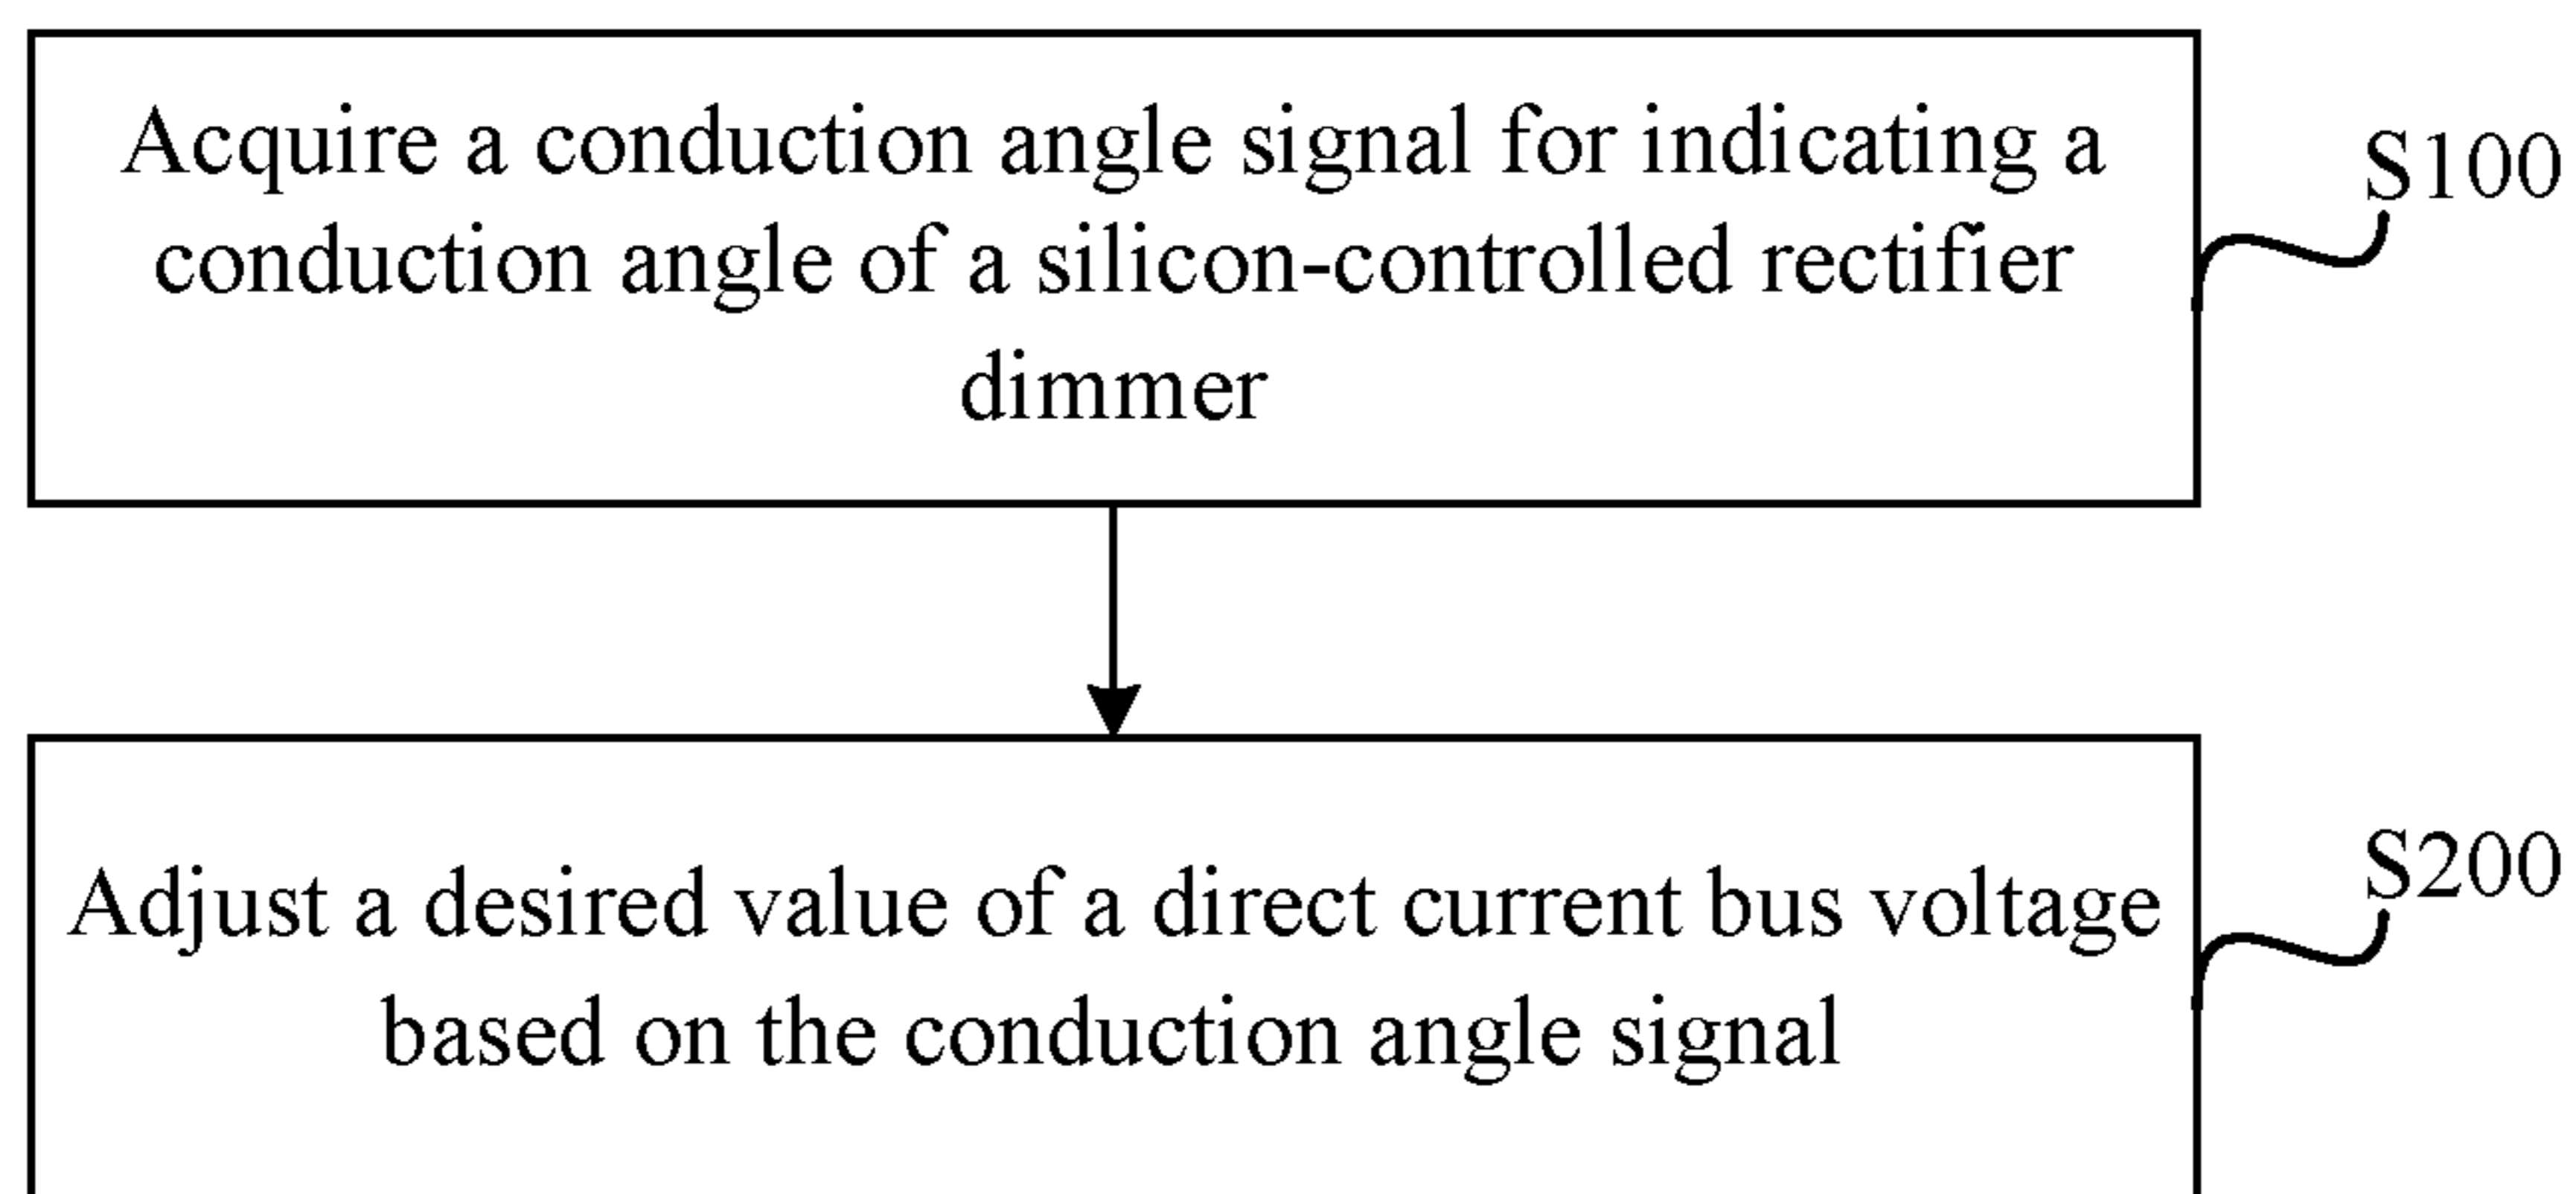 Acquire a conduction angle signal for indicating a
conduction angle of a silicon-controlled rectifier
dimmer
S100
Adjust a desired value of a direct current bus voltage
based on the conduction angle signal
S200